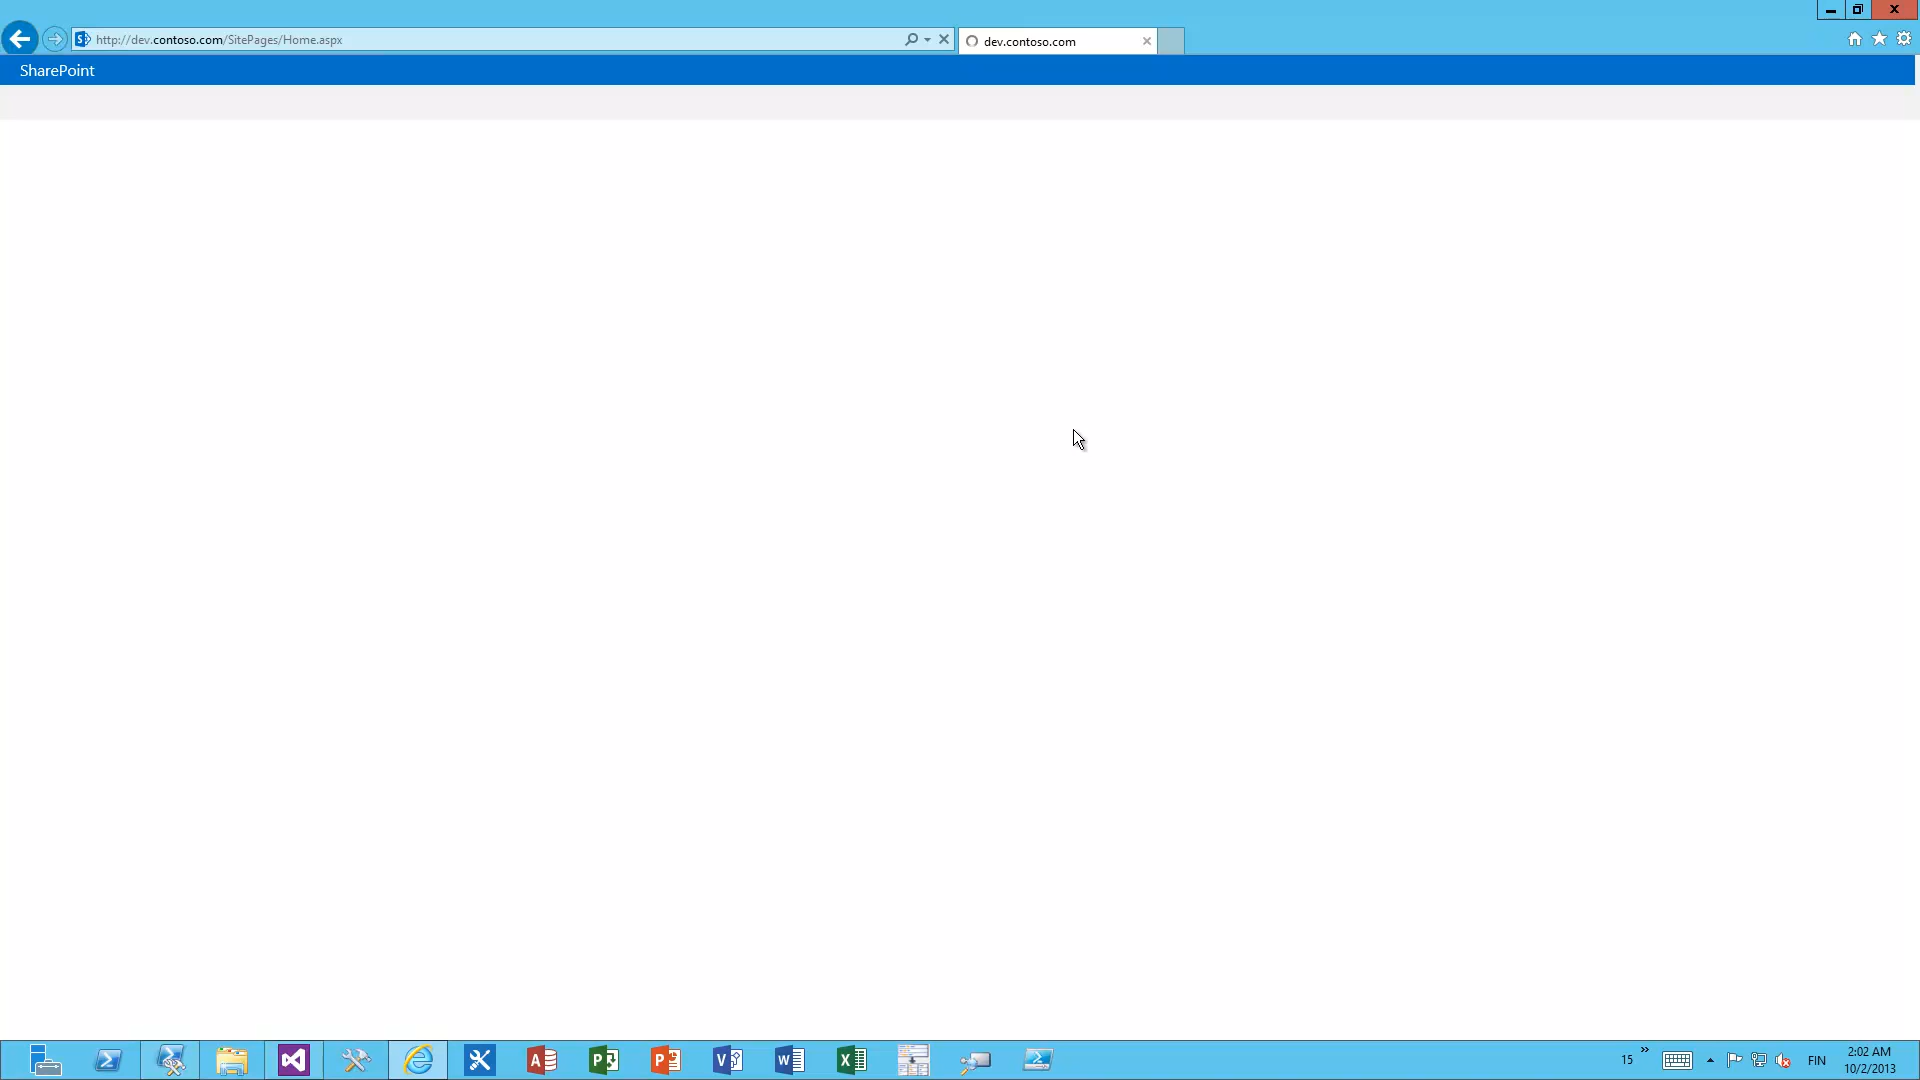 http://dev.contoso.com/SitePages/Home.aspx
dev.contoso.com
SharePoint
15
FIN
2:02 AM
10/2/2013